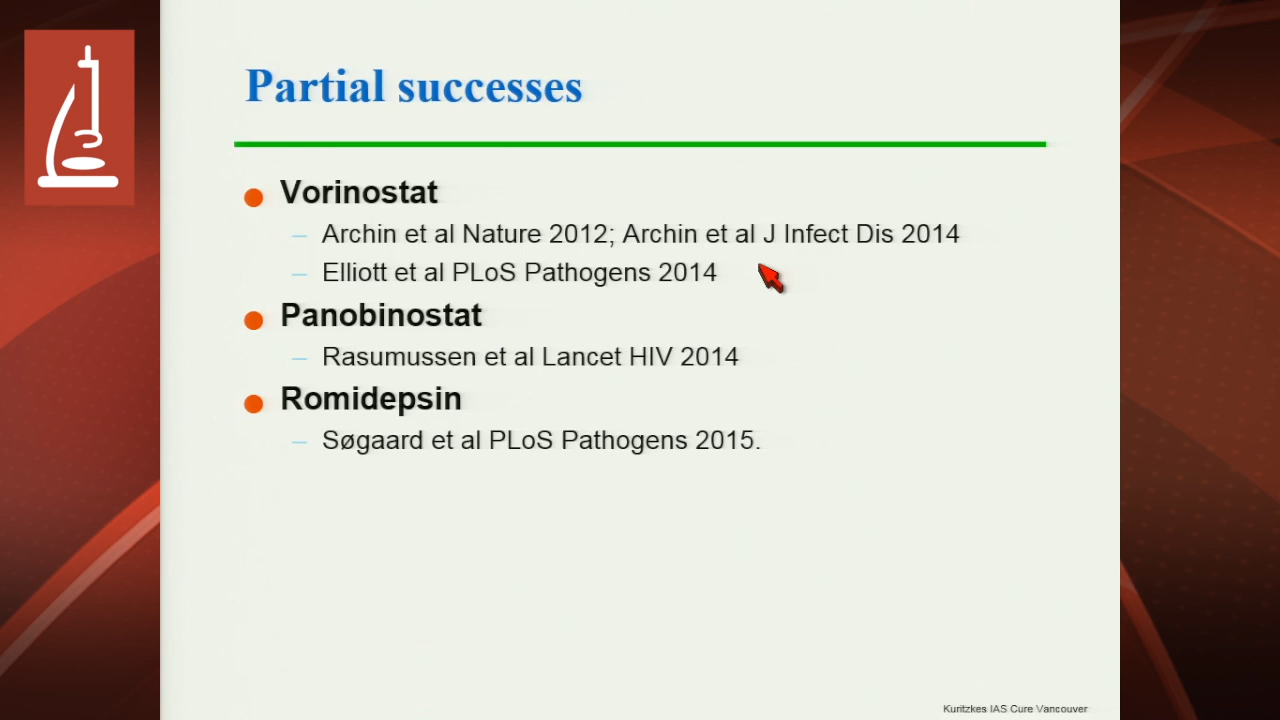 Partial successes
Vorinostat
– Archin et al Nature 2012; Archin et al J Infect Dis 2014
– Elliott et al PLoS Pathogens 2014
Panobinostat
– Rasumussen et al Lancet HIV 2014
Romidepsin
– Søgaard et al PLoS Pathogens 2015.
Kuritzkes IAS Cure Vancouver